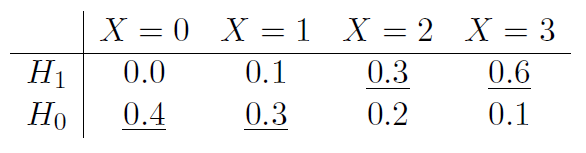 X = 0 X = 1 X = 2 X = 3
H₁ 0.0 0.1 0.3 0.6
H₀ 0.4 0.3 0.2 0.1